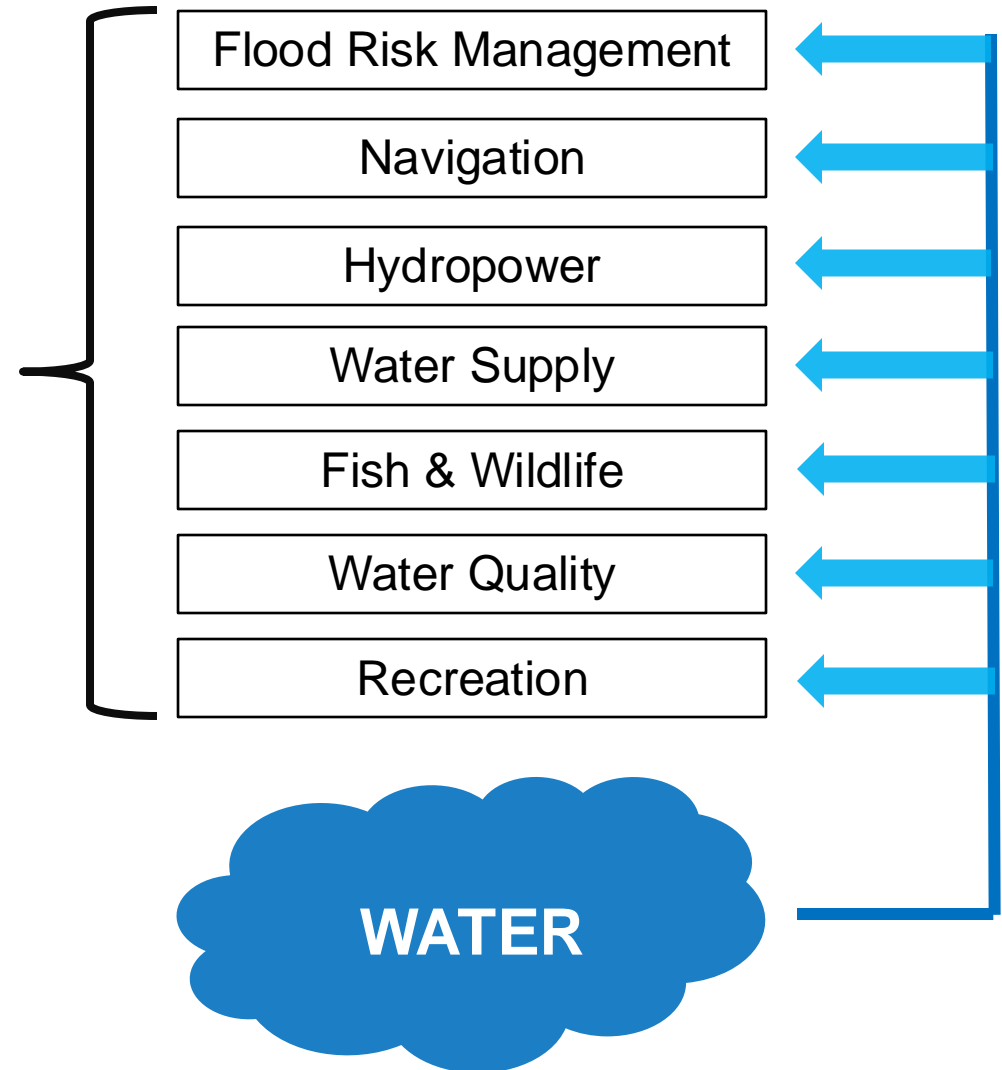 Flood Risk Management
Navigation
Hydropower
Water Supply
Fish & Wildlife
Water Quality
Recreation
WATER